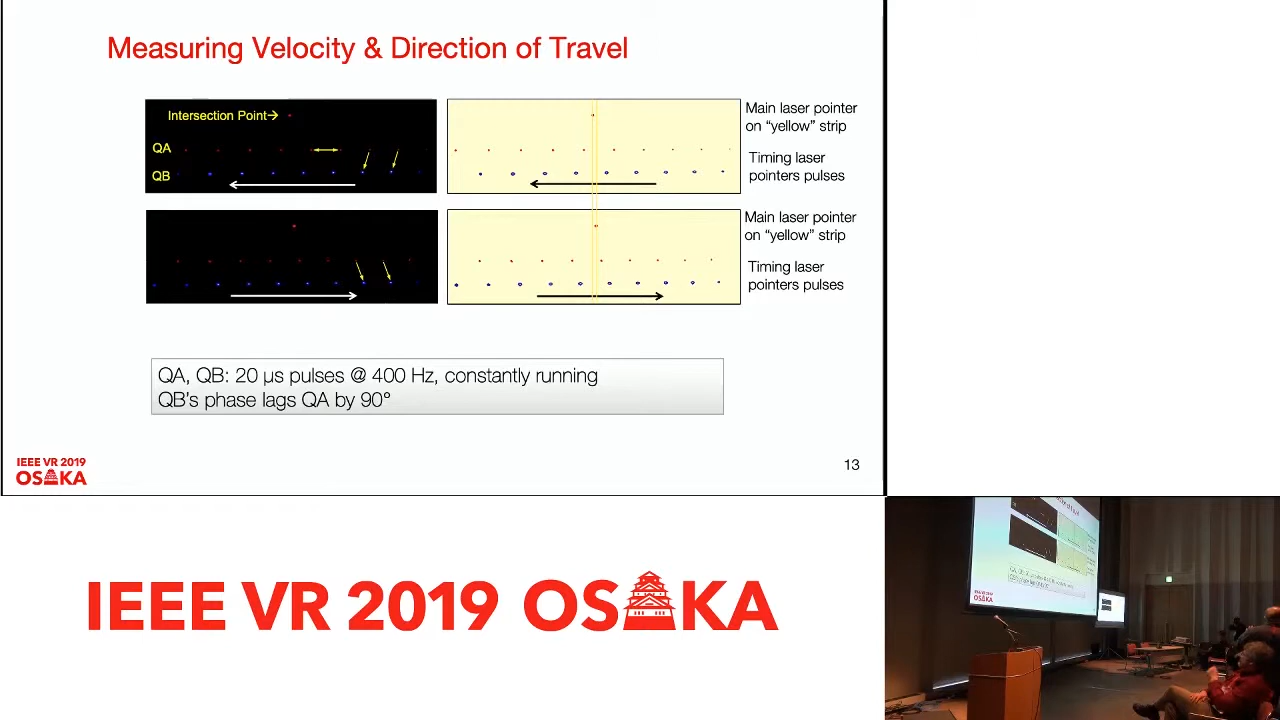 Measuring Velocity & Direction of Travel
Intersection Point→
QA
QB
Main laser pointer
on “yellow” strip
Timing laser
pointers pulses
Main laser pointer
on “yellow” strip
Timing laser
pointers pulses
QA, QB: 20 µs pulses @ 400 Hz, constantly running
QB’s phase lags QA by 90°
IEEE VR 2019
OSAKA
13
IEEE VR 2019 OSAKA